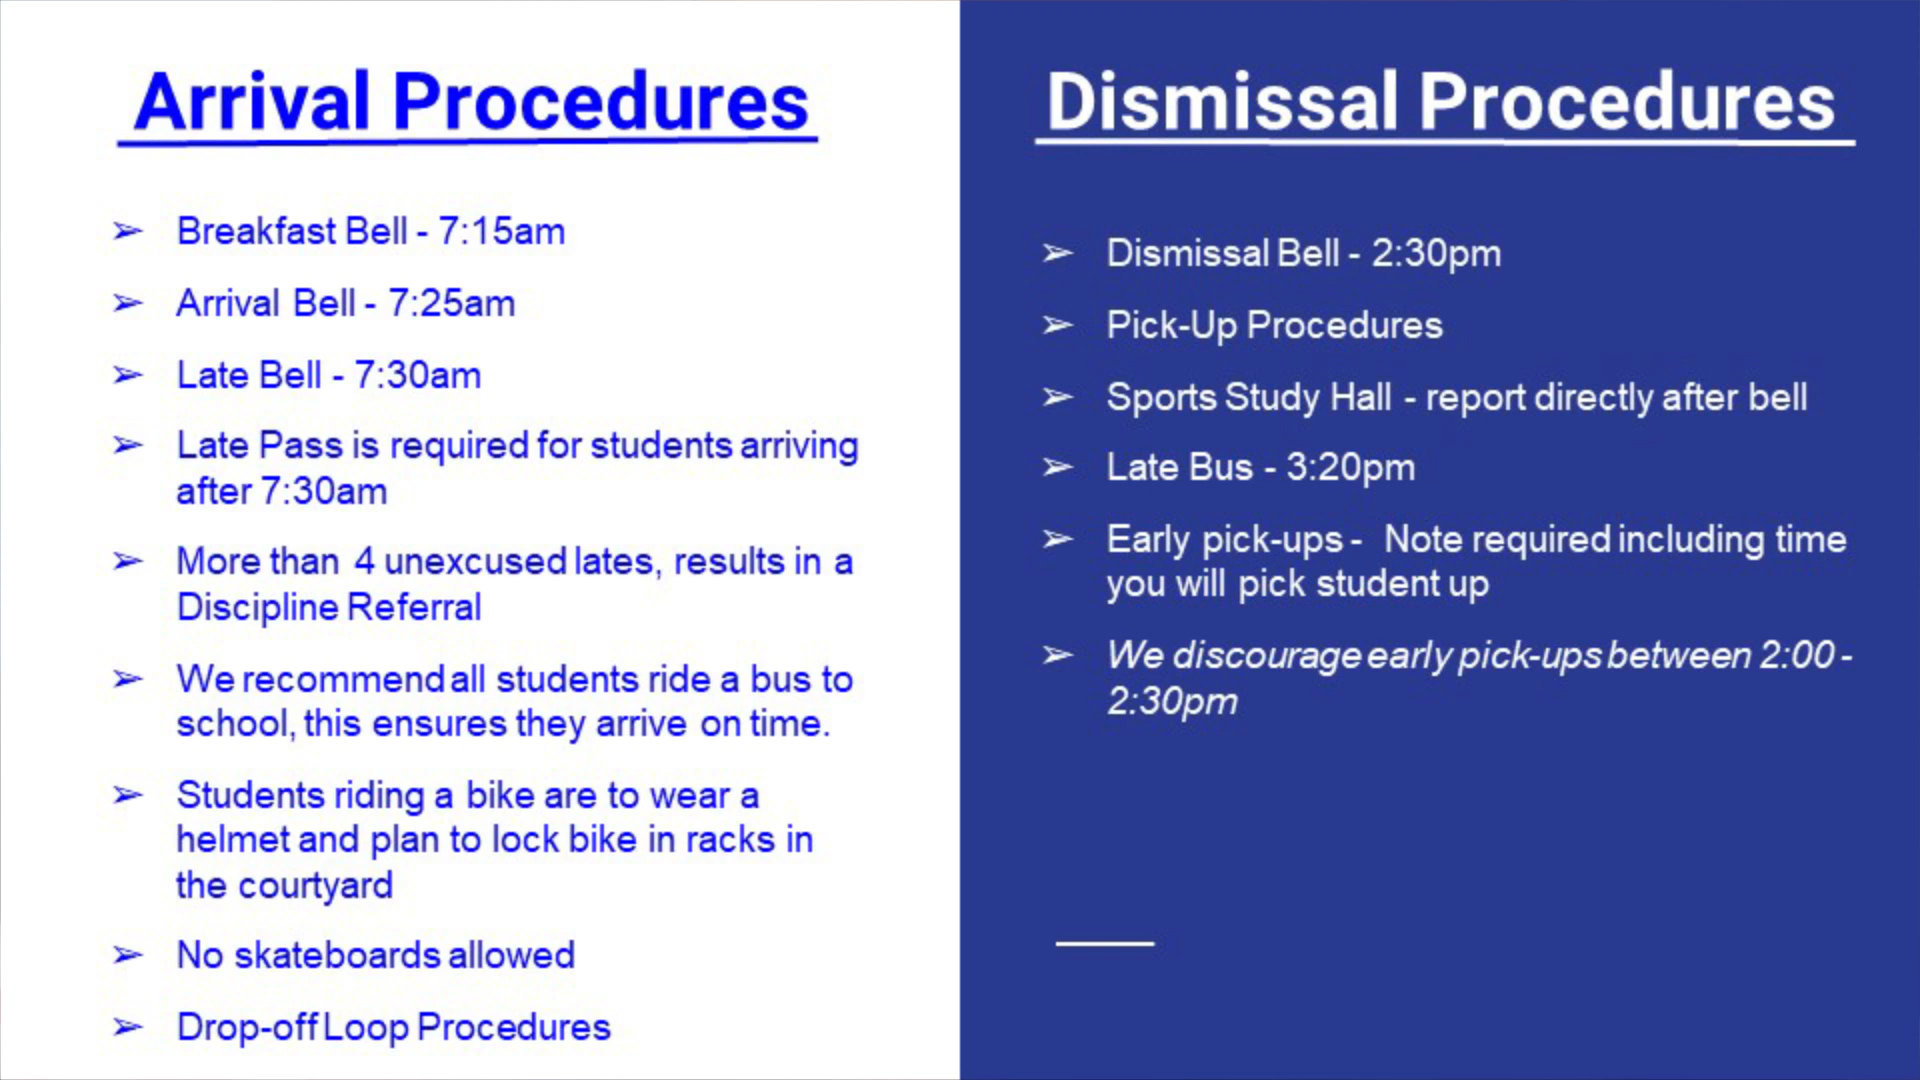 Arrival Procedures
➢ Breakfast Bell - 7:15am
➢ Arrival Bell - 7:25am
➢ Late Bell - 7:30am
➢ Late Pass is required for students arriving
after 7:30am
➢ More than 4 unexcused lates, results in a
Discipline Referral
➢ We recommend all students ride a bus to
school, this ensures they arrive on time.
➢ Students riding a bike are to wear a
helmet and plan to lock bike in racks in
the courtyard
➢ No skateboards allowed
➢ Drop-off Loop Procedures
Dismissal Procedures
➢ Dismissal Bell - 2:30pm
➢ Pick-Up Procedures
➢ Sports Study Hall - report directly after bell
➢ Late Bus - 3:20pm
➢ Early pick-ups - Note required including time
you will pick student up
➢ We discourage early pick-ups between 2:00 -
2:30pm